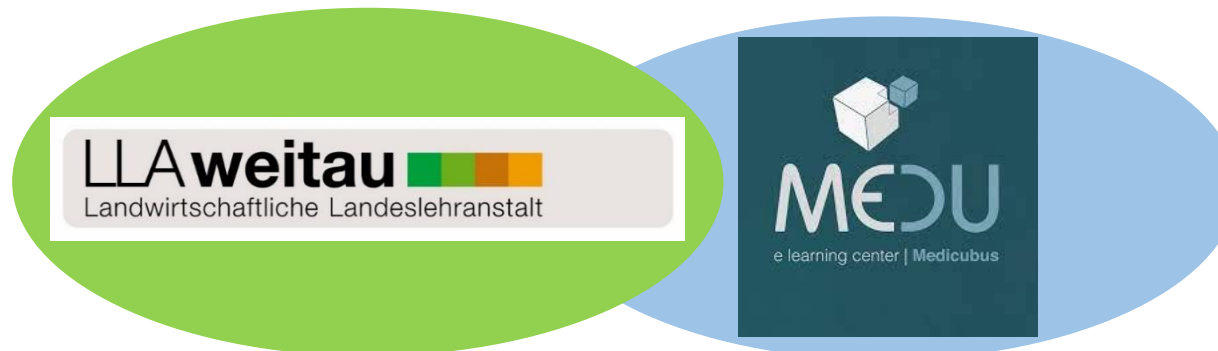 LLAweitau
Landwirtschaftliche Landeslehranstalt
MEDU
e learning center | Medicubus